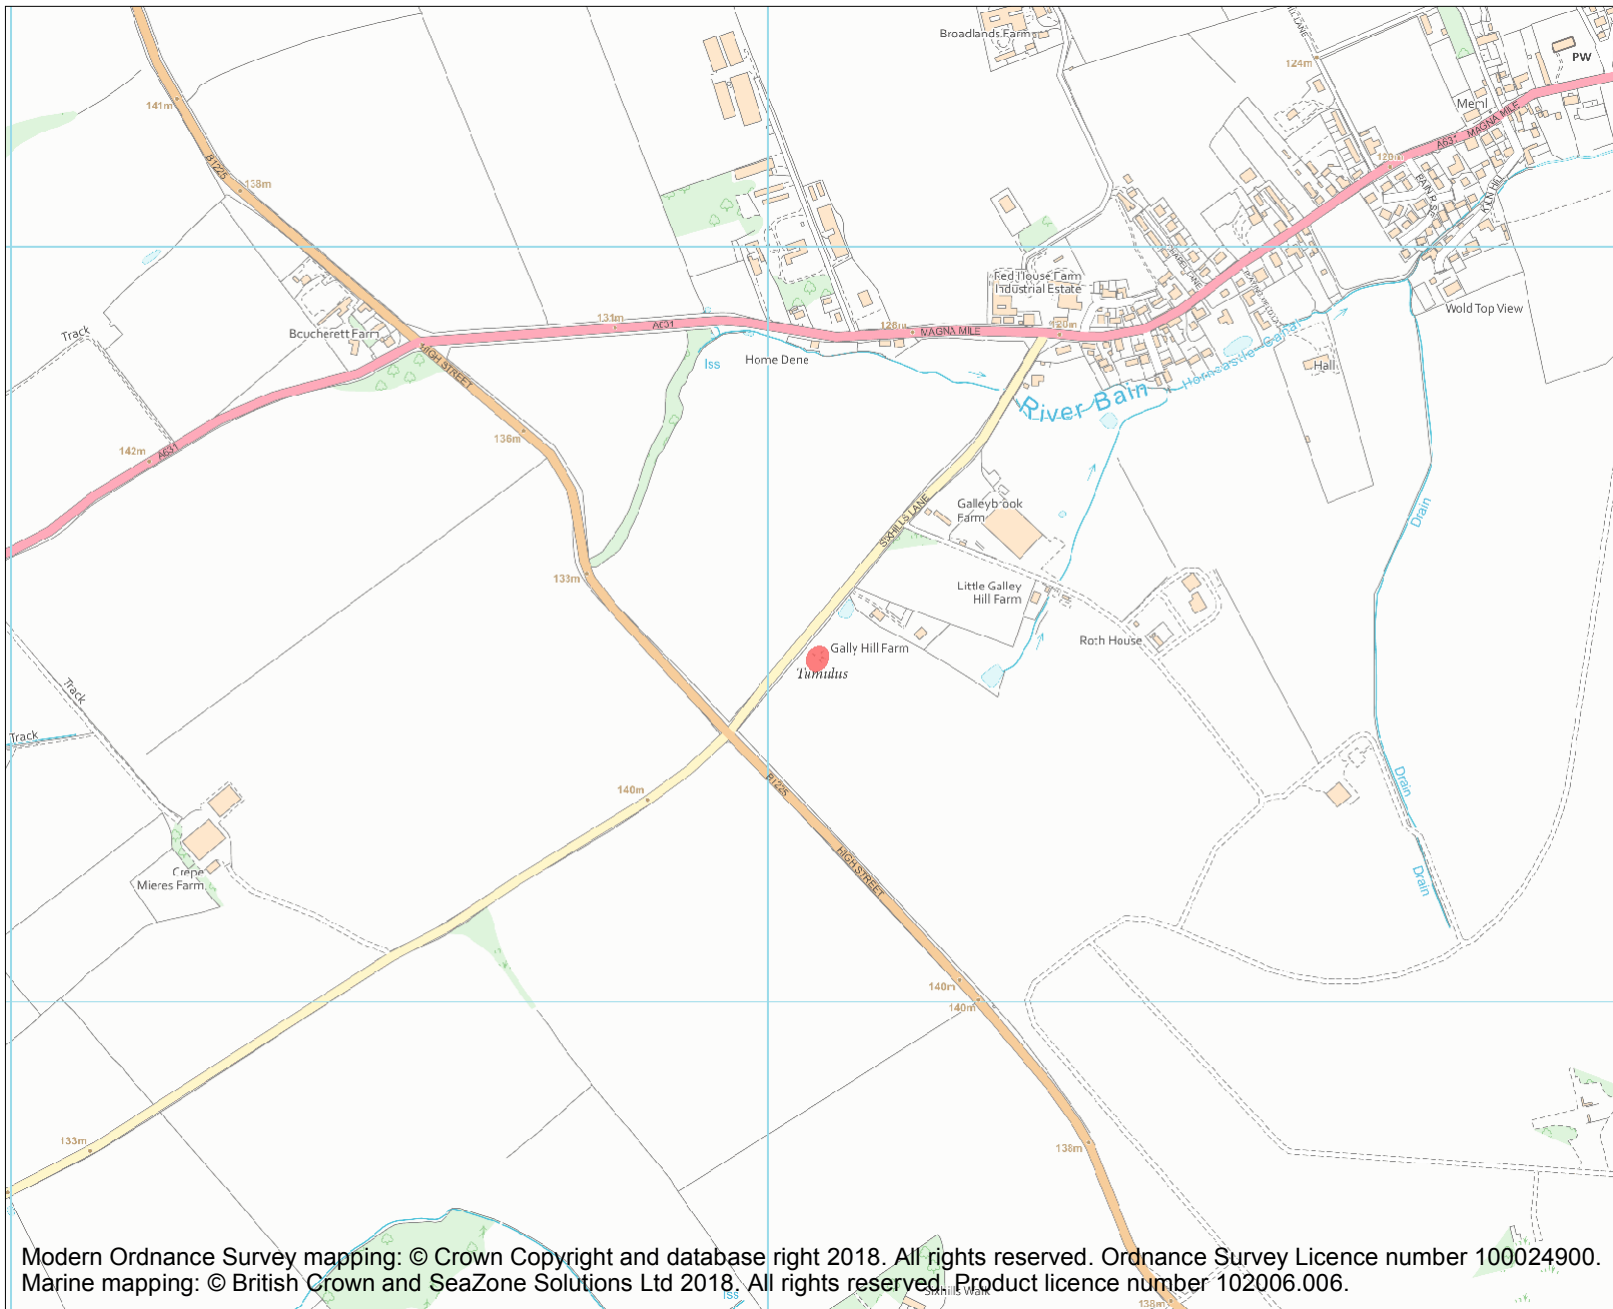 Broadlands Farm
124m
PW
Meml
141m
A631
MAGNA MILE
B1225
138m
120m
Red House Farm
Industrial Estate
Track
131m
A631
128m
MAGNA MILE
120m
Wold Top View
Boucherett Farm
HIGH STREET
Iss
Home Dene
Horncastle Canal
Hall
River Bain
142m
A631
136m
SIXHILLS LANE
Galleybrook
Farm
Drain
133m
Little Galley
Hill Farm
Roth House
Gally Hill Farm
Tumulus
Track
Track
140m
B1225
Drain
HIGH STREET
Crepe
Mieres Farm
Drain
140m
140m
133m
138m
Modern Ordnance Survey mapping: © Crown Copyright and database right 2018. All rights reserved. Ordnance Survey Licence number 100024900.
Marine mapping: © British Crown and SeaZone Solutions Ltd 2018. All rights reserved. Product licence number 102006.006.
Iss
Sixhills Walk
138m